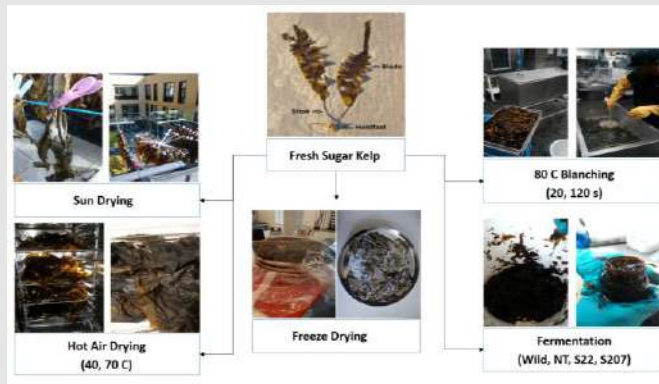 Blade
Stipe
Holdfast
Fresh Sugar Kelp
Sun Drying
80 C Blanching
(20, 120 s)
Hot Air Drying
(40, 70 C)
Freeze Drying
Fermentation
(Wild, NT, S22, S207)